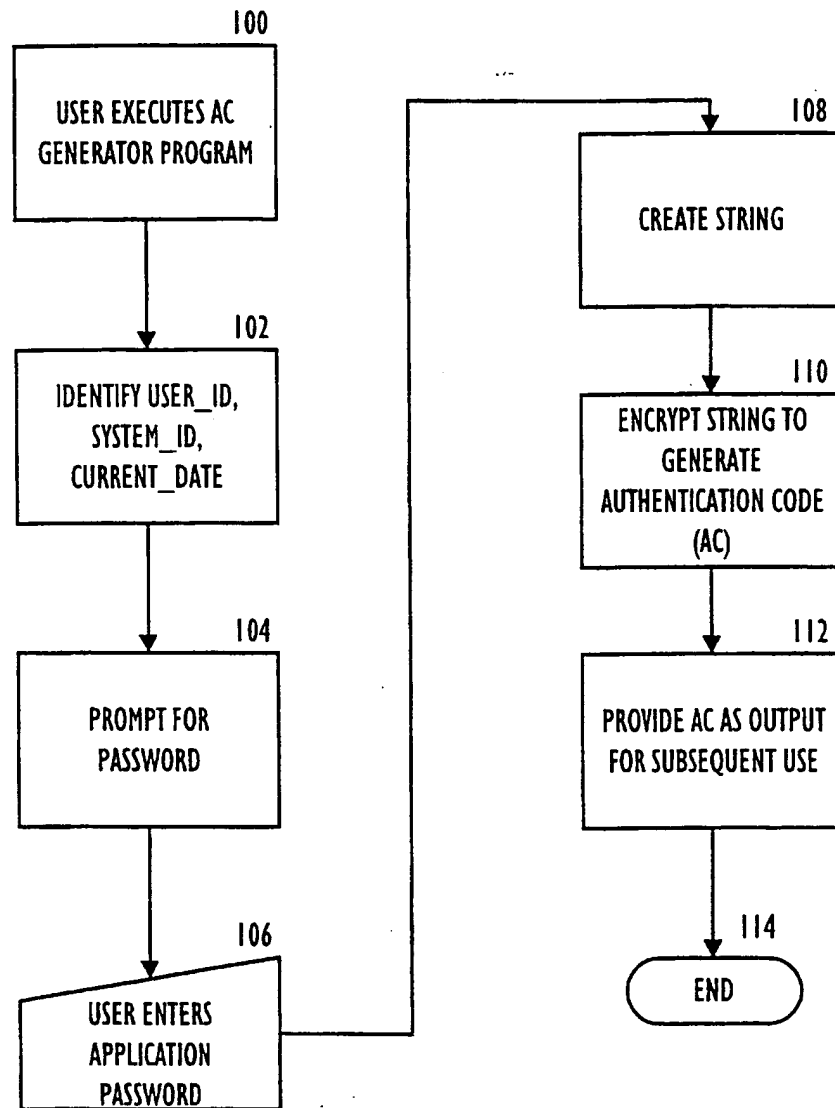 100
USER EXECUTES AC
GENERATOR PROGRAM
102
IDENTIFY USER_ID,
SYSTEM_ID,
CURRENT_DATE
104
PROMPT FOR
PASSWORD
106
USER ENTERS
APPLICATION
PASSWORD
108
CREATE STRING
110
ENCRYPT STRING TO
GENERATE
AUTHENTICATION CODE
(AC)
112
PROVIDE AC AS OUTPUT
FOR SUBSEQUENT USE
114
END